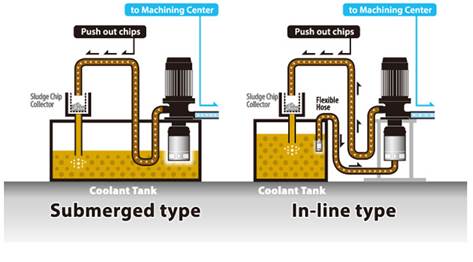 to Machining Center
Push out chips
Sludge Chip
Collector
Coolant Tank
Submerged type
to Machining Center
Push out chips
Sludge Chip
Collector
Flexible
Hose
Coolant Tank
In-line type